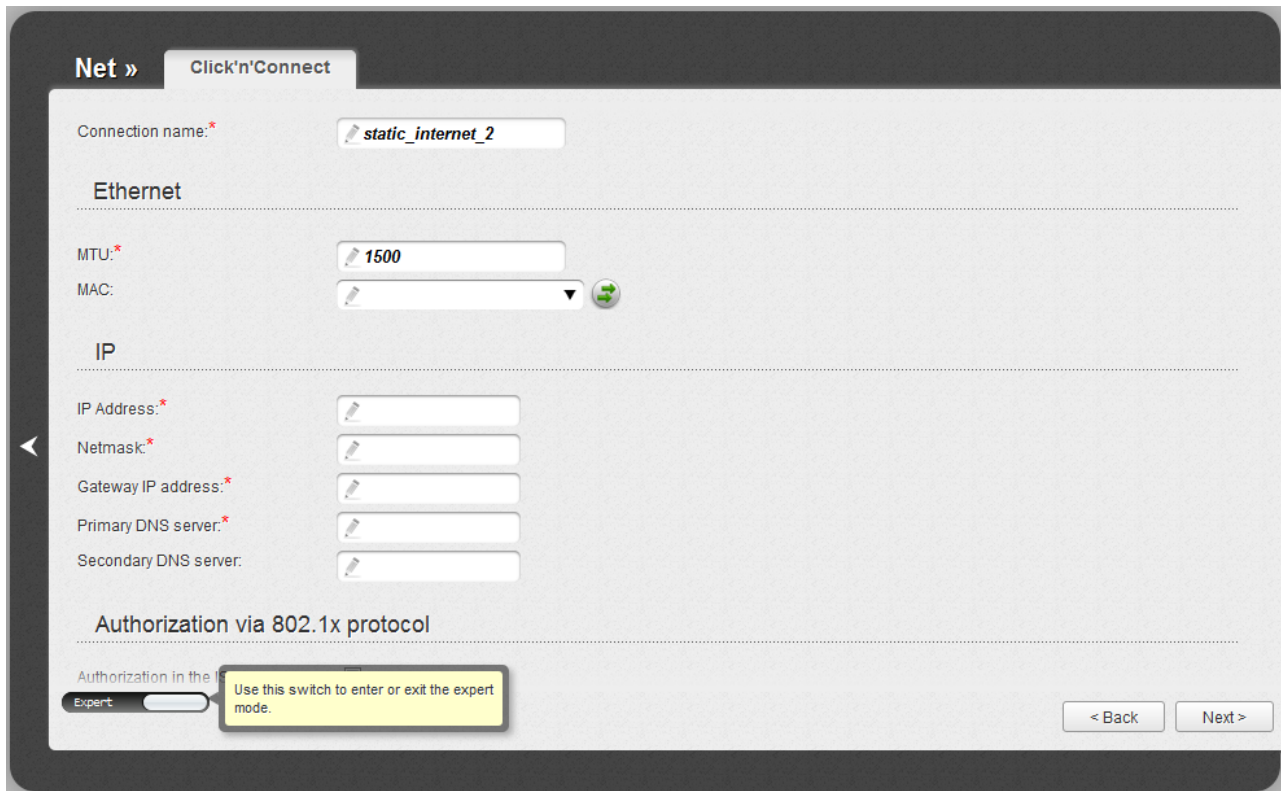 Net » Click'n'Connect
Connection name:* static_internet_2
Ethernet
MTU:* 1500
MAC:
IP
IP Address:*
Netmask:*
Gateway IP address:*
Primary DNS server:*
Secondary DNS server:
Authorization via 802.1x protocol
Authorization in the
Use this switch to enter or exit the expert
mode.
Expert
< Back Next >